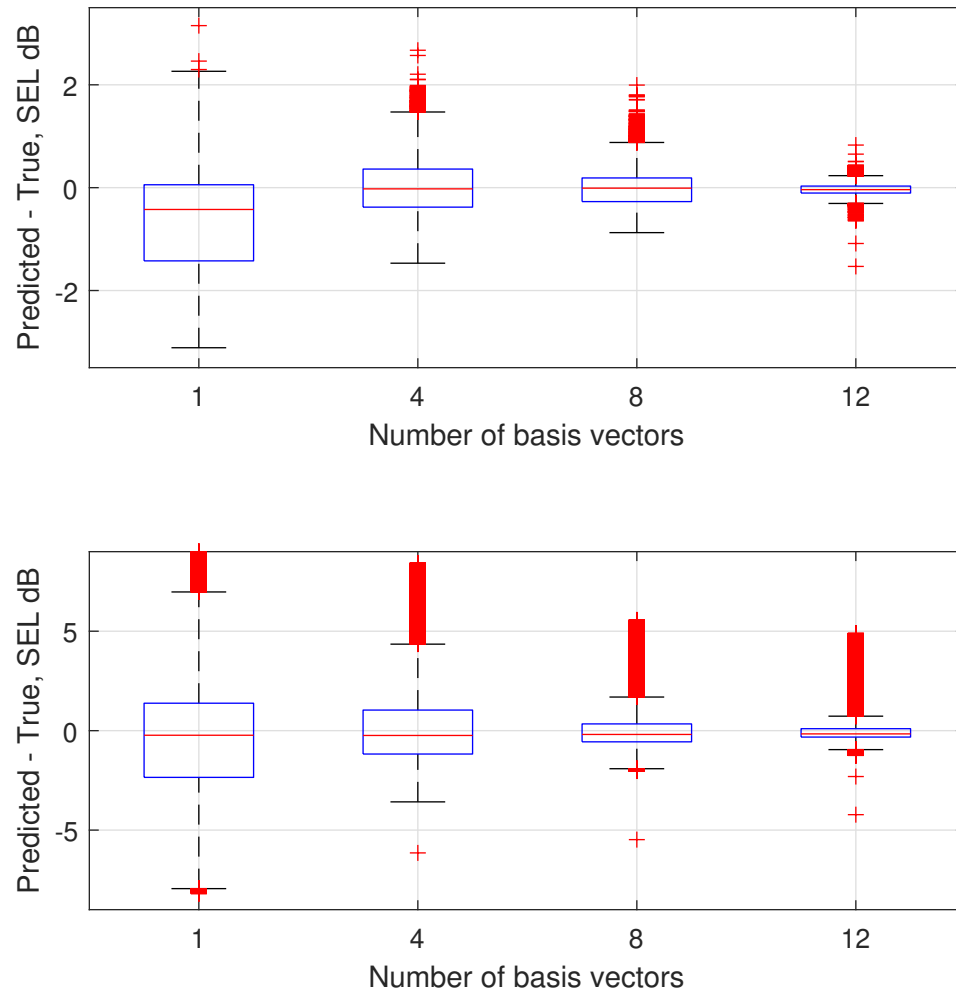 Predicted - True, SEL dB
2
0
-2
1 4 8 12
Number of basis vectors
Predicted - True, SEL dB
5
0
-5
1 4 8 12
Number of basis vectors